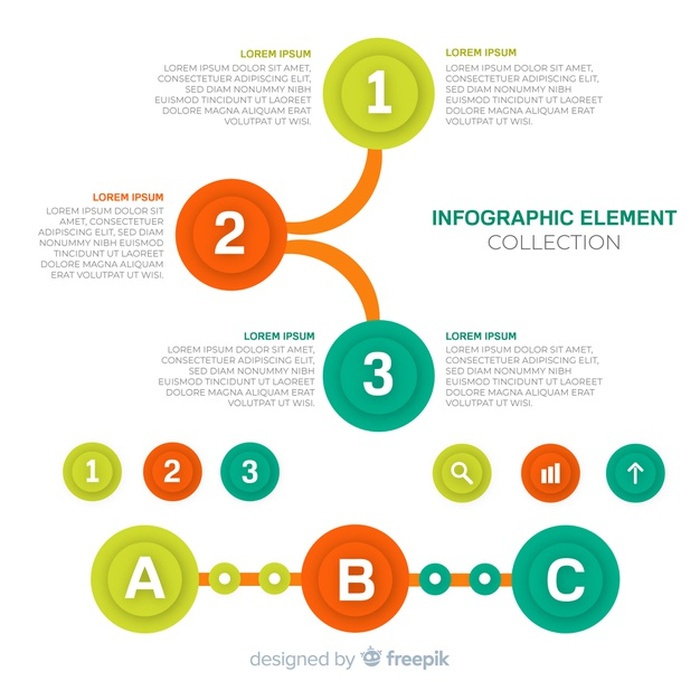 LOREM IPSUM
LOREM DOLOR SIT AMET,
CONSECTETUER ADIPISCING ELIT,
SED DIAM NONUMMY NIBH
EUISMOD TINCIDUNT UT LAOREET
DOLORE MAGNA ALIQUAM ERAT
VOLUTPAT UT WISI.
1
LOREM IPSUM
LOREM DOLOR SIT AMET,
CONSECTETUER ADIPISCING ELIT,
SED DIAM NONUMMY NIBH
EUISMOD TINCIDUNT UT LAOREET
DOLORE MAGNA ALIQUAM ERAT
VOLUTPAT UT WISI.
LOREM IPSUM
LOREM IPSUM DOLOR SIT
AMET, CONSECTETUER
ADIPISCING ELIT, SED DIAM
NONUMMY NIBH EUISMOD
TINCIDUNT UT LAOREET
DOLORE MAGNA ALIQUAM
ERAT VOLUTPAT UT WISI.
2
INFOGRAPHIC ELEMENT
COLLECTION
LOREM IPSUM
LOREM IPSUM DOLOR SIT AMET,
CONSECTETUER ADIPISCING ELIT,
SED DIAM NONUMMY NIBH
EUISMOD TINCIDUNT UT LAOREET
DOLORE MAGNA ALIQUAM ERAT
VOLUTPAT UT WISI.
3
LOREM IPSUM
LOREM IPSUM DOLOR SIT AMET,
CONSECTETUER ADIPISCING ELIT,
SED DIAM NONUMMY NIBH
EUISMOD TINCIDUNT UT LAOREET
DOLORE MAGNA ALIQUAM ERAT
VOLUTPAT UT WISI.
1 2 3
A B C
designed by freepik